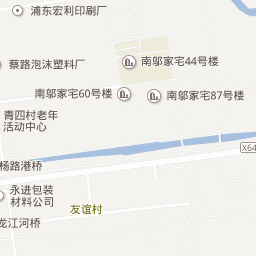 浦东宏利印刷厂
南邬家宅44号楼
蔡路泡沫塑料厂
南邬家宅60号楼
南邬家宅87号楼
青四村老年
活动中心
X64
杨路港桥
永进包装
材料公司
友谊村
龙江河桥